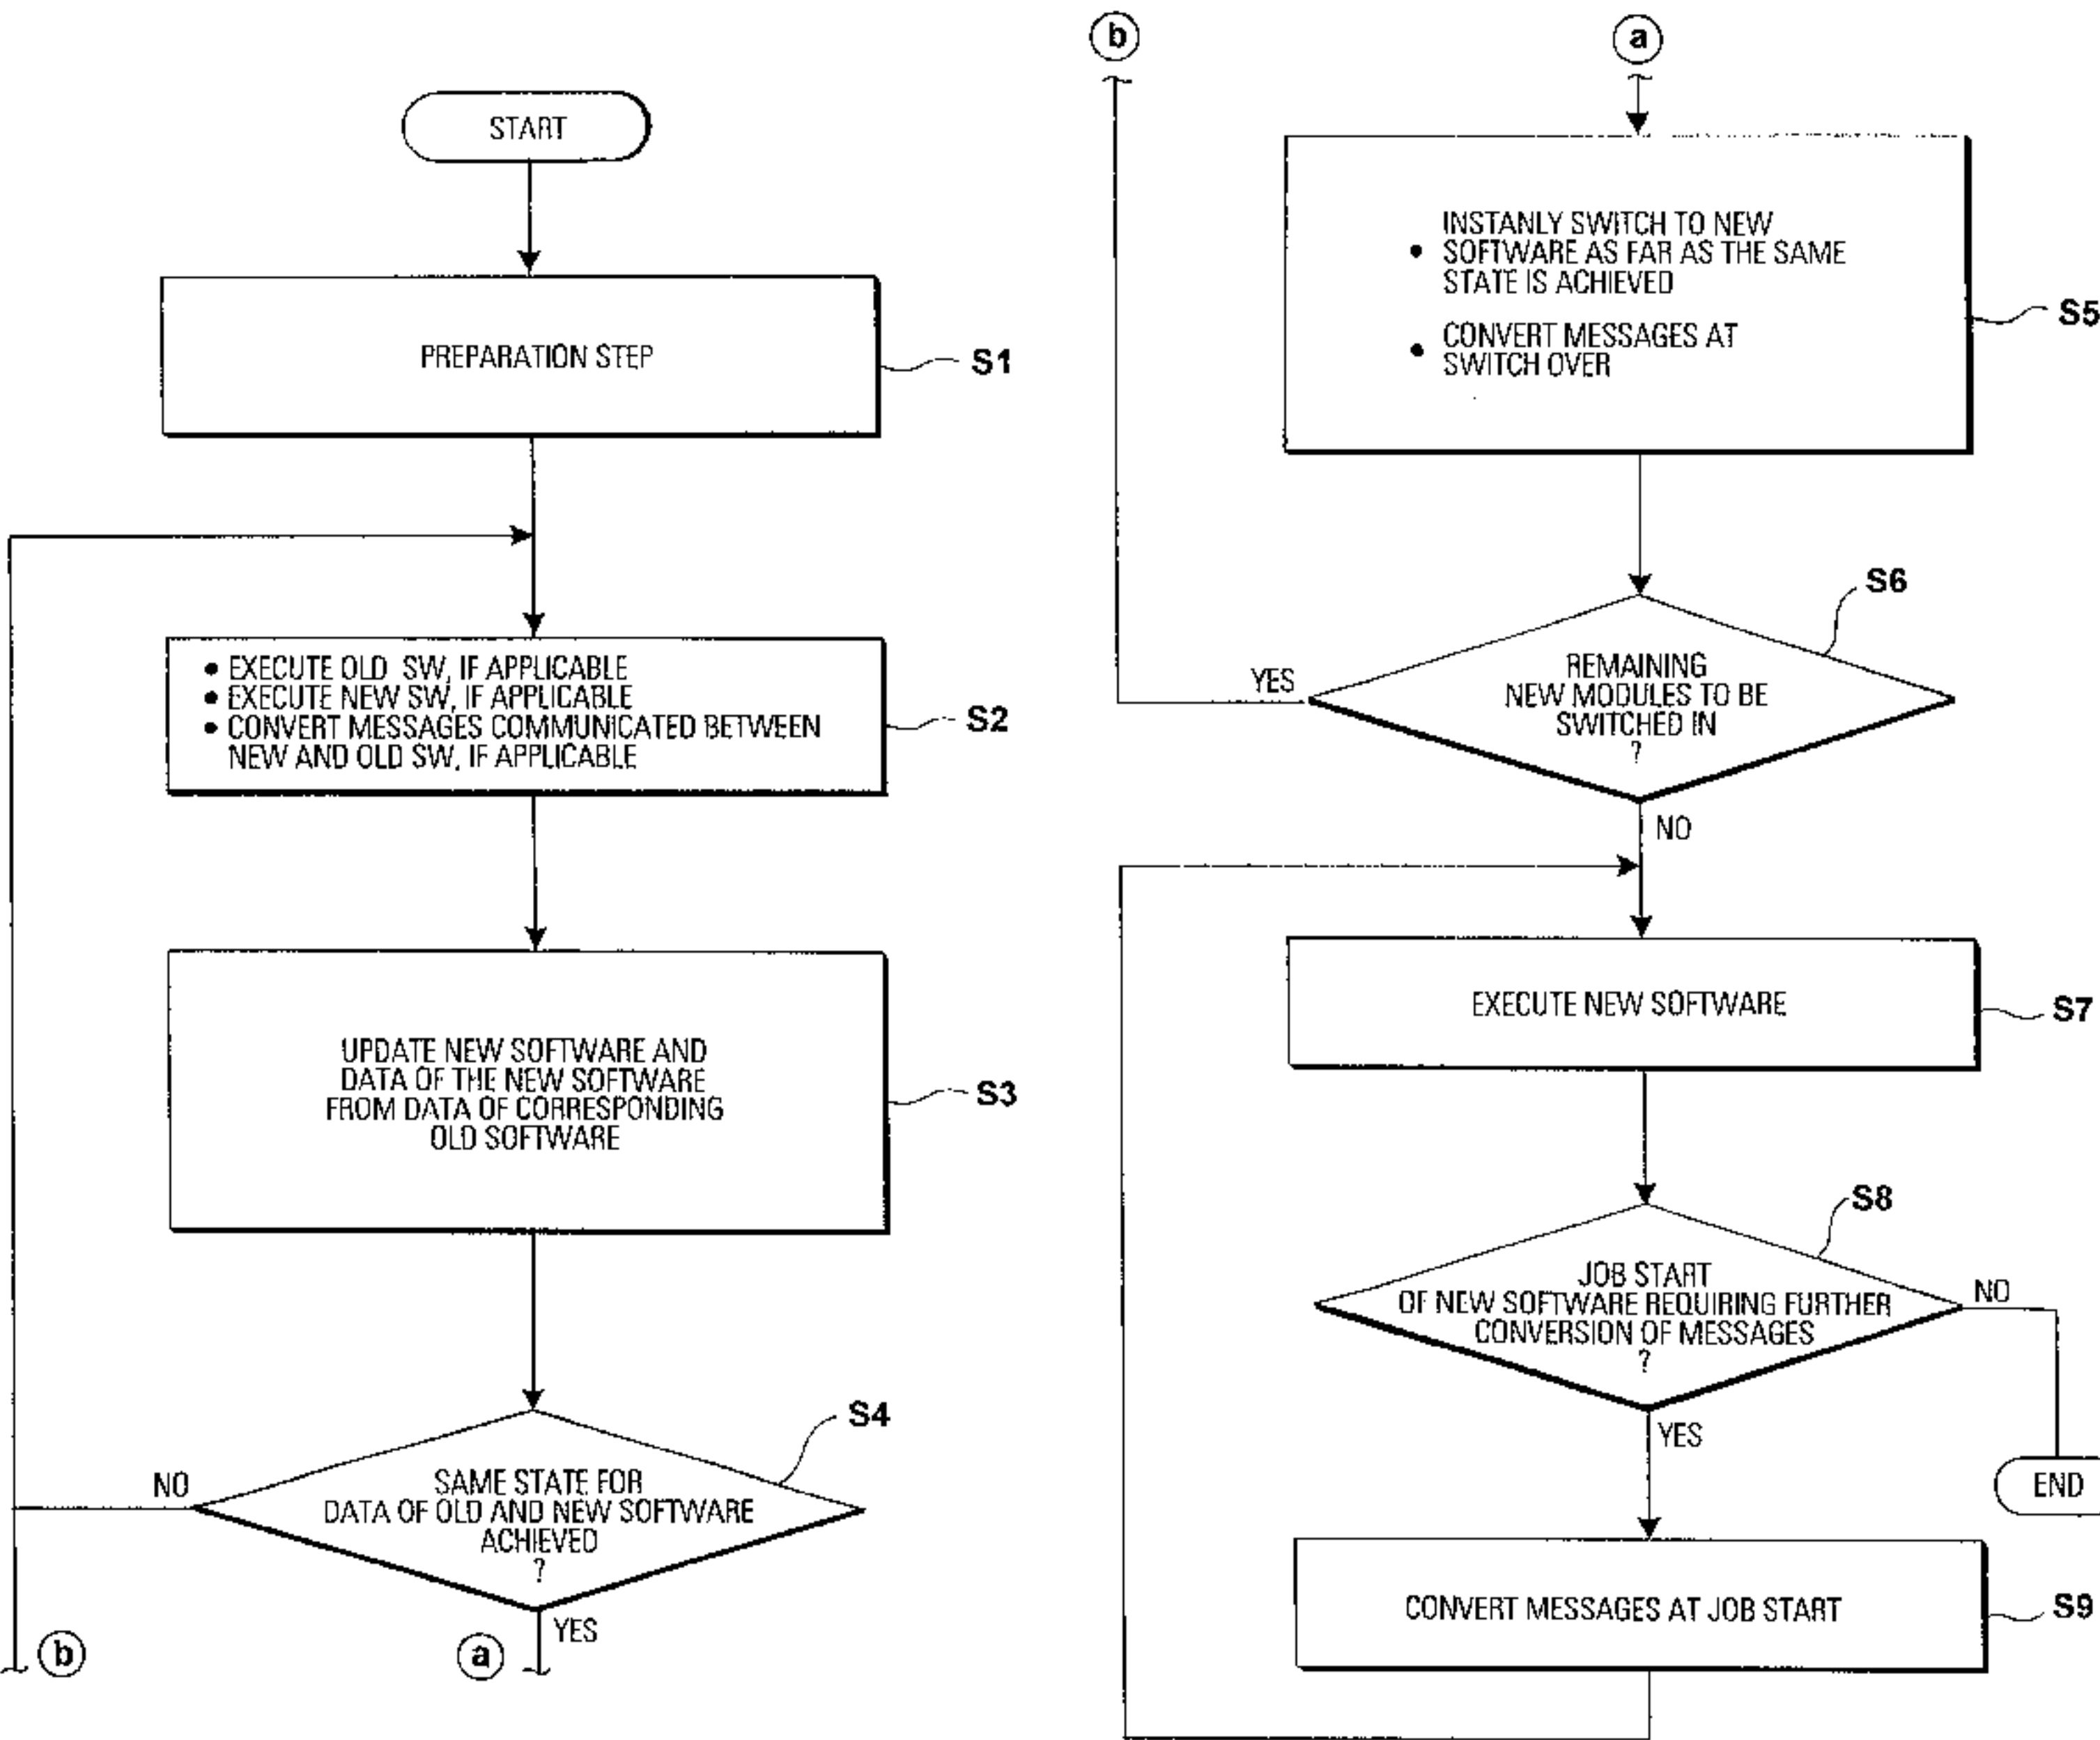 START
PREPARATION STEP
S1
• EXECUTE OLD SW, IF APPLICABLE
• EXECUTE NEW SW, IF APPLICABLE
• CONVERT MESSAGES COMMUNICATED BETWEEN
NEW AND OLD SW, IF APPLICABLE
S2
UPDATE NEW SOFTWARE AND
DATA OF THE NEW SOFTWARE
FROM DATA OF CORRESPONDING
OLD SOFTWARE
S3
S4
NO
SAME STATE FOR
DATA OF OLD AND NEW SOFTWARE
ACHIEVED
?
YES
b
a
b
a
INSTANLY SWITCH TO NEW
• SOFTWARE AS FAR AS THE SAME
STATE IS ACHIEVED
• CONVERT MESSAGES AT
SWITCH OVER
S5
S6
YES
REMAINING
NEW MODULES TO BE
SWITCHED IN
?
NO
EXECUTE NEW SOFTWARE
S7
S8
JOB START
OF NEW SOFTWARE REQUIRING FURTHER
CONVERSION OF MESSAGES
?
NO
YES
END
CONVERT MESSAGES AT JOB START
S9